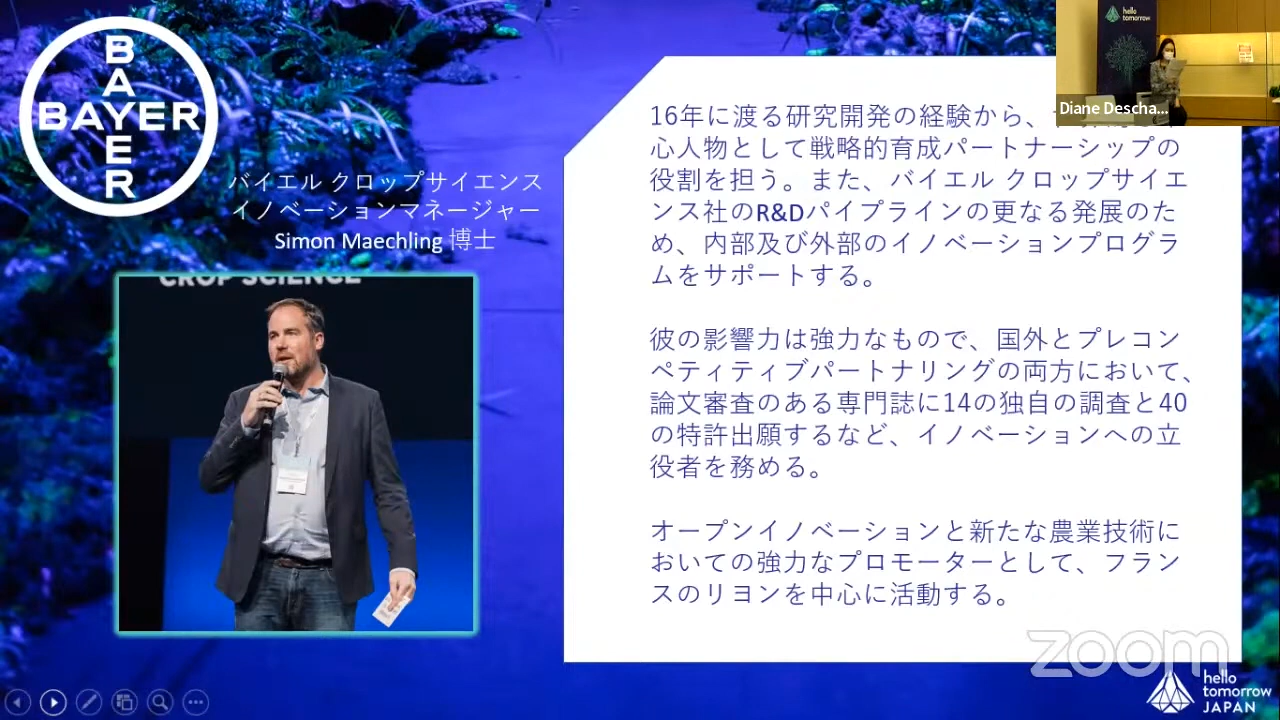 BAYER
BAYER
バイエル クロップサイエンス
イノベーションマネージャー
Simon Maechling 博士
CROP SCIENCE
16年に渡る研究開発の経験から、
心人物として戦略的育成パートナーシップの
役割を担う。また、バイエル クロップサイエ
ンス社のR&Dパイプラインの更なる発展のた
め、内部及び外部のイノベーションプログラ
ムをサポートする。
彼の影響力は強力なもので、国外とプレコン
ペティティブパートナリングの両方において、
論文審査のある専門誌に14の独自の調査と40
の特許出願するなど、イノベーションへの立
役者を務める。
オープンイノベーションと新たな農業技術に
おいての強力なプロモーターとして、フラン
スのリヨンを中心に活動する。
hello
tomorrow
Diane Descha...
zoom
hello
tomorrow
JAPAN